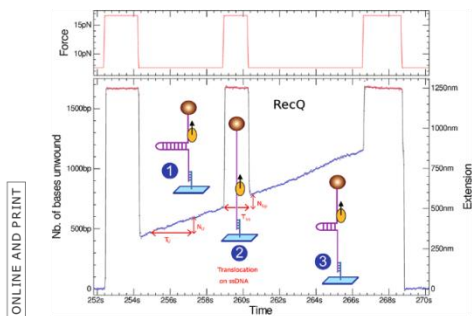 Force
15pN
10pN
RecQ
1500bp
1000bp
500bp
0
Nb. of bases unwound
1250nm
1000nm
750nm
500nm
250nm
0
Extension
1
2
3
Translocation
on ssDNA
252s
254s
256s
258s
260s
262s
264s
266s
268s
270s
Time
ONLINE AND PRINT